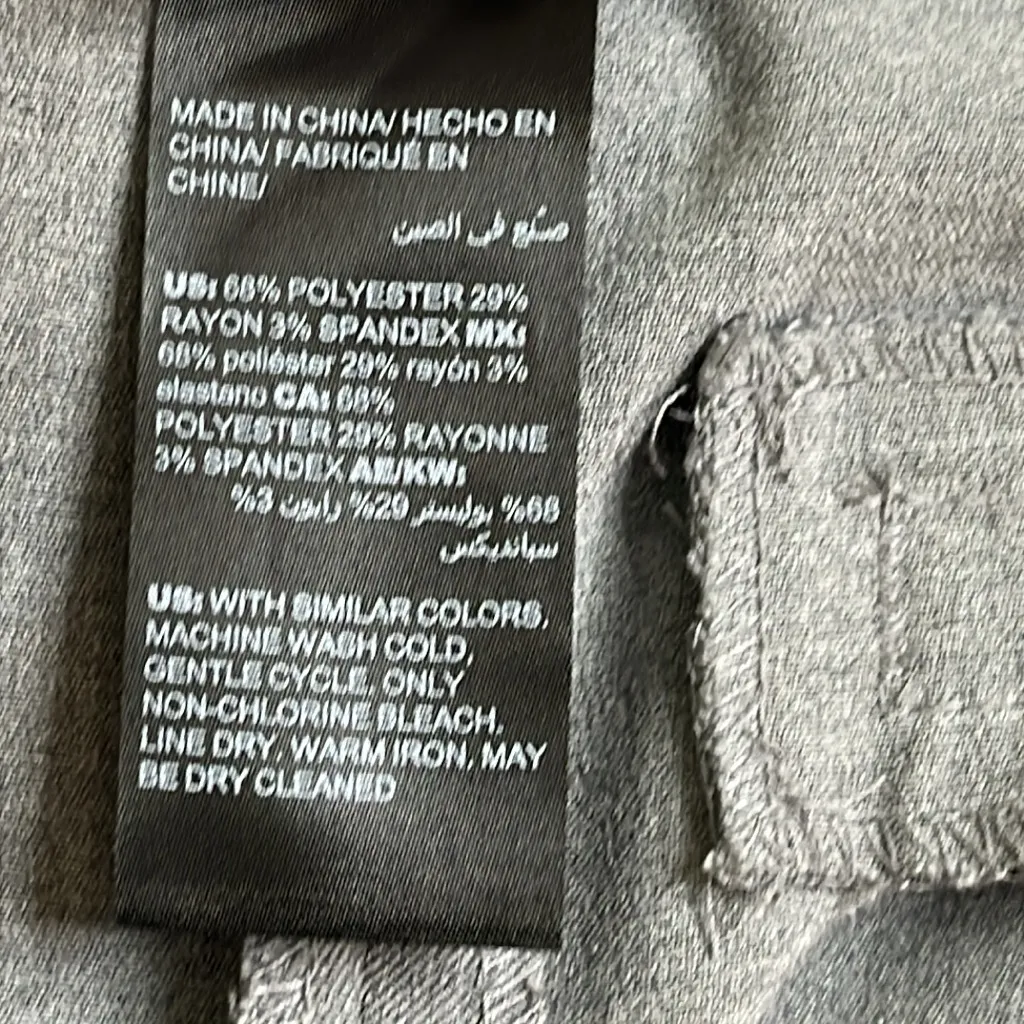 MADE IN CHINA/ HECHO EN
CHINA/ FABRIQUÉ EN
CHINE/
صنع في الصين
US: 68% POLYESTER 29%
RAYON 3% SPANDEX MX:
68% poliéster 29% rayón 3%
elastano CA: 68%
POLYESTER 29% RAYONNE
3% SPANDEX AE/KW:
68% بوليستر 29% رايون 3%
سبانديكس
US: WITH SIMILAR COLORS,
MACHINE WASH COLD,
GENTLE CYCLE, ONLY
NON-CHLORINE BLEACH,
LINE DRY, WARM IRON, MAY
BE DRY CLEANED